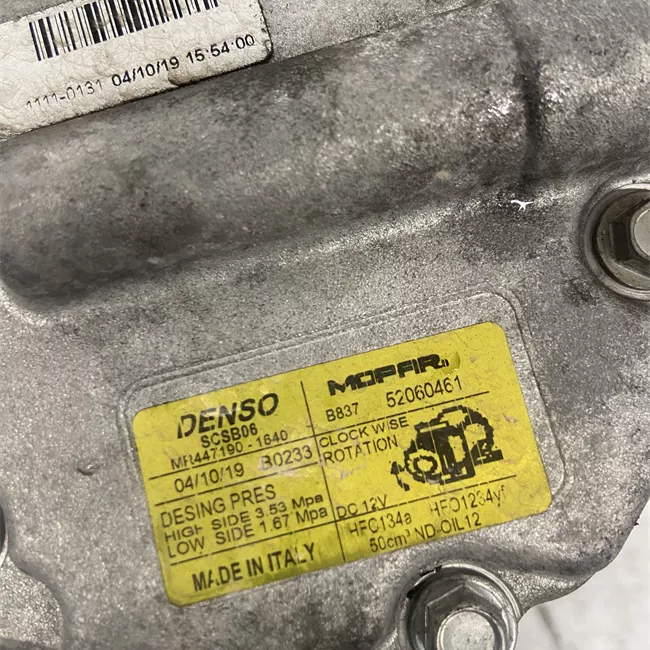 1111-0131 04/10/19 15:54:00
DENSO
SCSB06
MR447190-1640
04/10/19 B0233
DESING PRES
HIGH SIDE 3.53 Mpa
LOW SIDE 1.67 Mpa
MADE IN ITALY
MOPAR
B837 52060461
CLOCK WISE
ROTATION
DC 12V
HFC134a HFO1234yf
50cm³ ND-OIL12